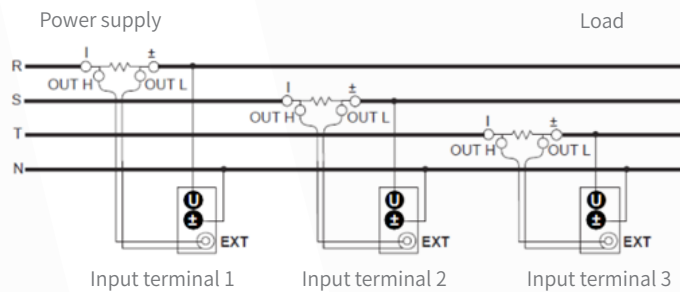 Power supply
Load
R
I
±
OUT H
OUT L
S
I
±
OUT H
OUT L
T
I
±
OUT H
OUT L
N
U
±
EXT
U
±
EXT
U
±
EXT
Input terminal 1
Input terminal 2
Input terminal 3